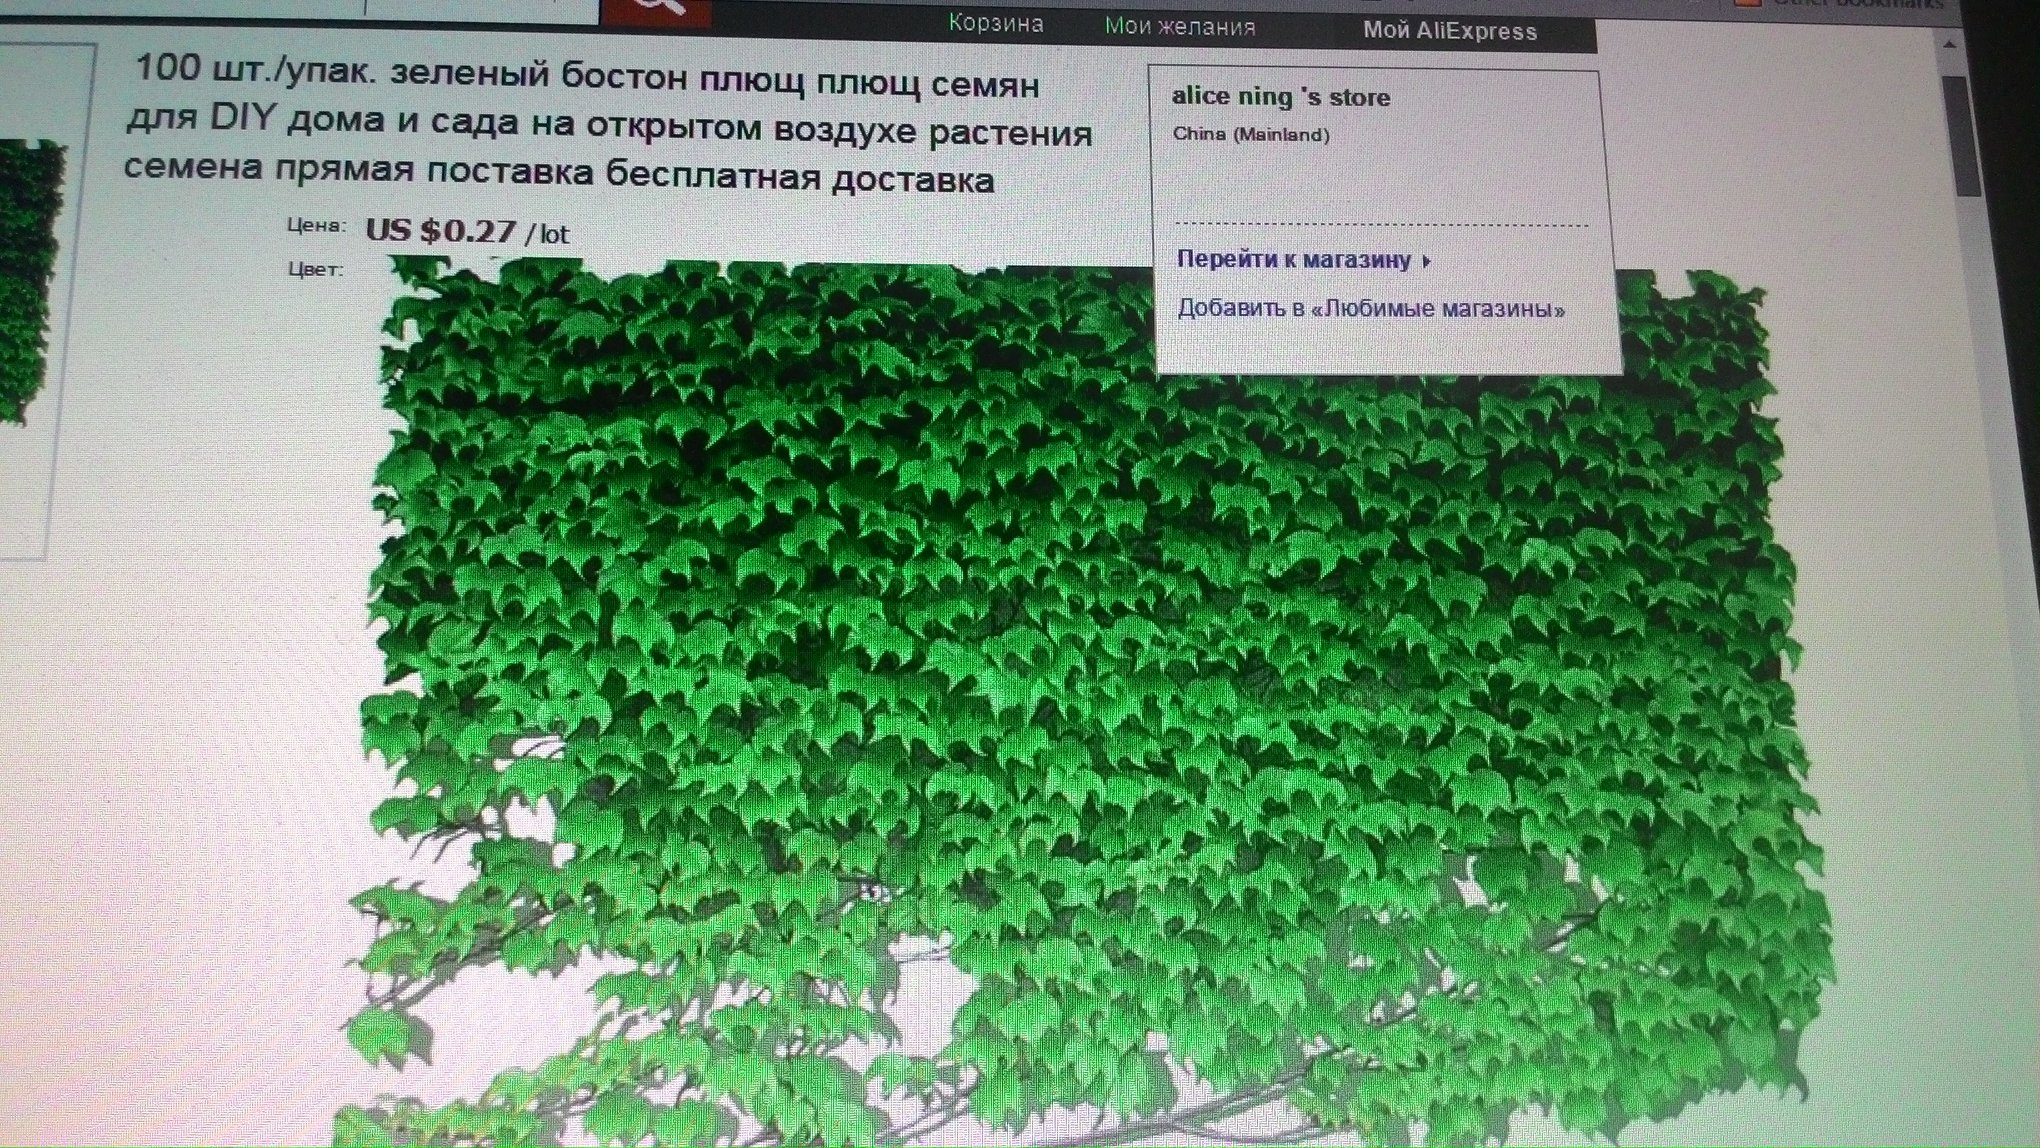 Other bookmarks
Корзина Мои желания Мой AliExpress
100 шт./упак. зеленый бостон плющ плющ семян
для DIY дома и сада на открытом воздухе растения
семена прямая поставка бесплатная доставка
Цена: US $0.27 / lot
Цвет:
alice ning 's store
China (Mainland)
Перейти к магазину
Добавить в «Любимые магазины»